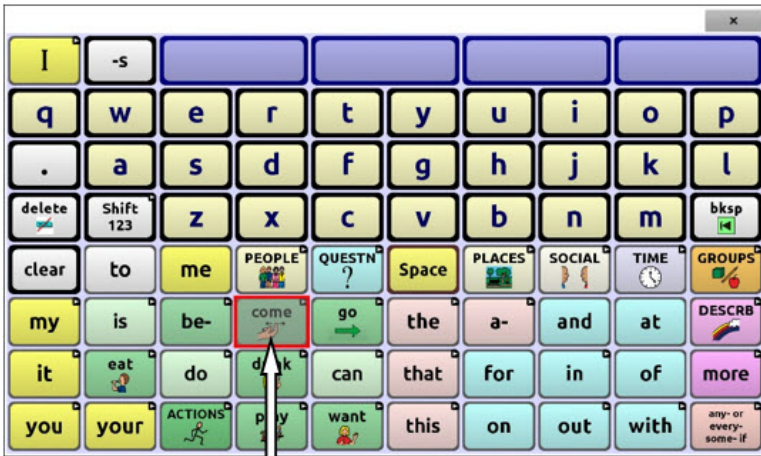 ×
I -s
q w e r t y u i o p
. a s d f g h j k l
delete Shift 123 z x c v b n m bksp
clear to me PEOPLE QUESTN ? Space PLACES SOCIAL TIME GROUPS
my is be- come go the a- and at DESCRB
it eat do can that for in of more
you your ACTIONS want this on out with any- or every- some- if